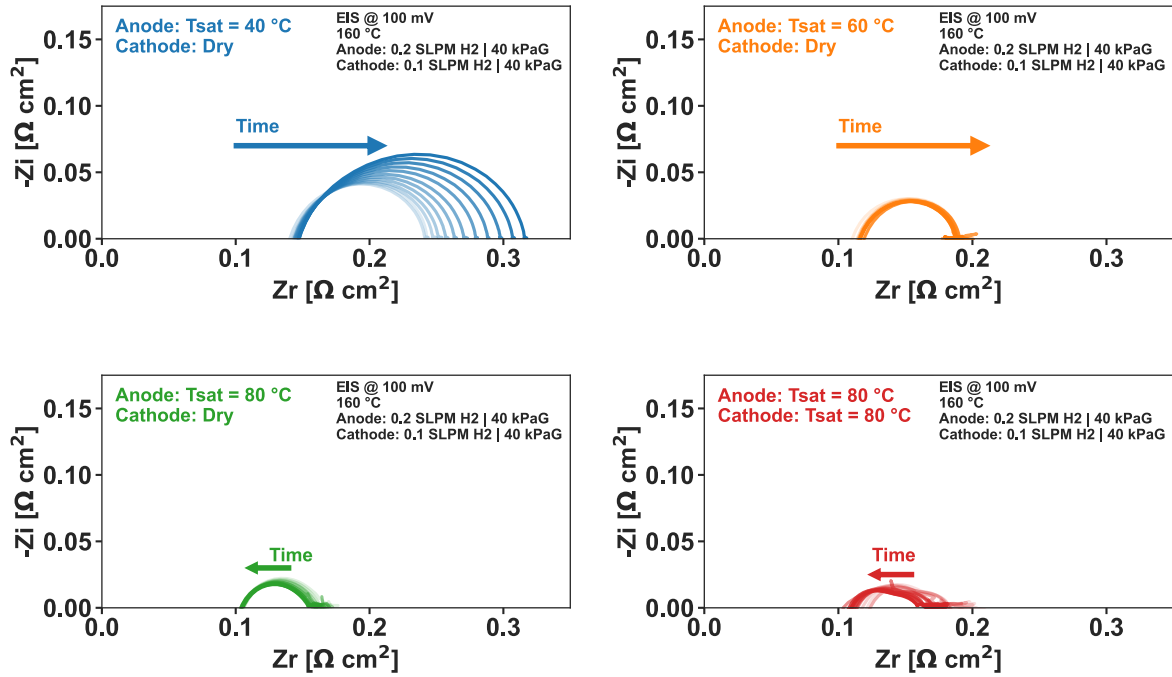 Anode: Tsat = 40 °C
Cathode: Dry
EIS @ 100 mV
160 °C
Anode: 0.2 SLPM H2 | 40 kPaG
Cathode: 0.1 SLPM H2 | 40 kPaG
Time
0.15
0.10
0.05
0.00
-Zi [Ω cm²]
0.0
0.1
0.2
0.3
Zr [Ω cm²]
Anode: Tsat = 60 °C
Cathode: Dry
EIS @ 100 mV
160 °C
Anode: 0.2 SLPM H2 | 40 kPaG
Cathode: 0.1 SLPM H2 | 40 kPaG
Time
0.15
0.10
0.05
0.00
-Zi [Ω cm²]
0.0
0.1
0.2
0.3
Zr [Ω cm²]
Anode: Tsat = 80 °C
Cathode: Dry
EIS @ 100 mV
160 °C
Anode: 0.2 SLPM H2 | 40 kPaG
Cathode: 0.1 SLPM H2 | 40 kPaG
Time
0.15
0.10
0.05
0.00
-Zi [Ω cm²]
0.0
0.1
0.2
0.3
Zr [Ω cm²]
Anode: Tsat = 80 °C
Cathode: Tsat = 80 °C
EIS @ 100 mV
160 °C
Anode: 0.2 SLPM H2 | 40 kPaG
Cathode: 0.1 SLPM H2 | 40 kPaG
Time
0.15
0.10
0.05
0.00
-Zi [Ω cm²]
0.0
0.1
0.2
0.3
Zr [Ω cm²]